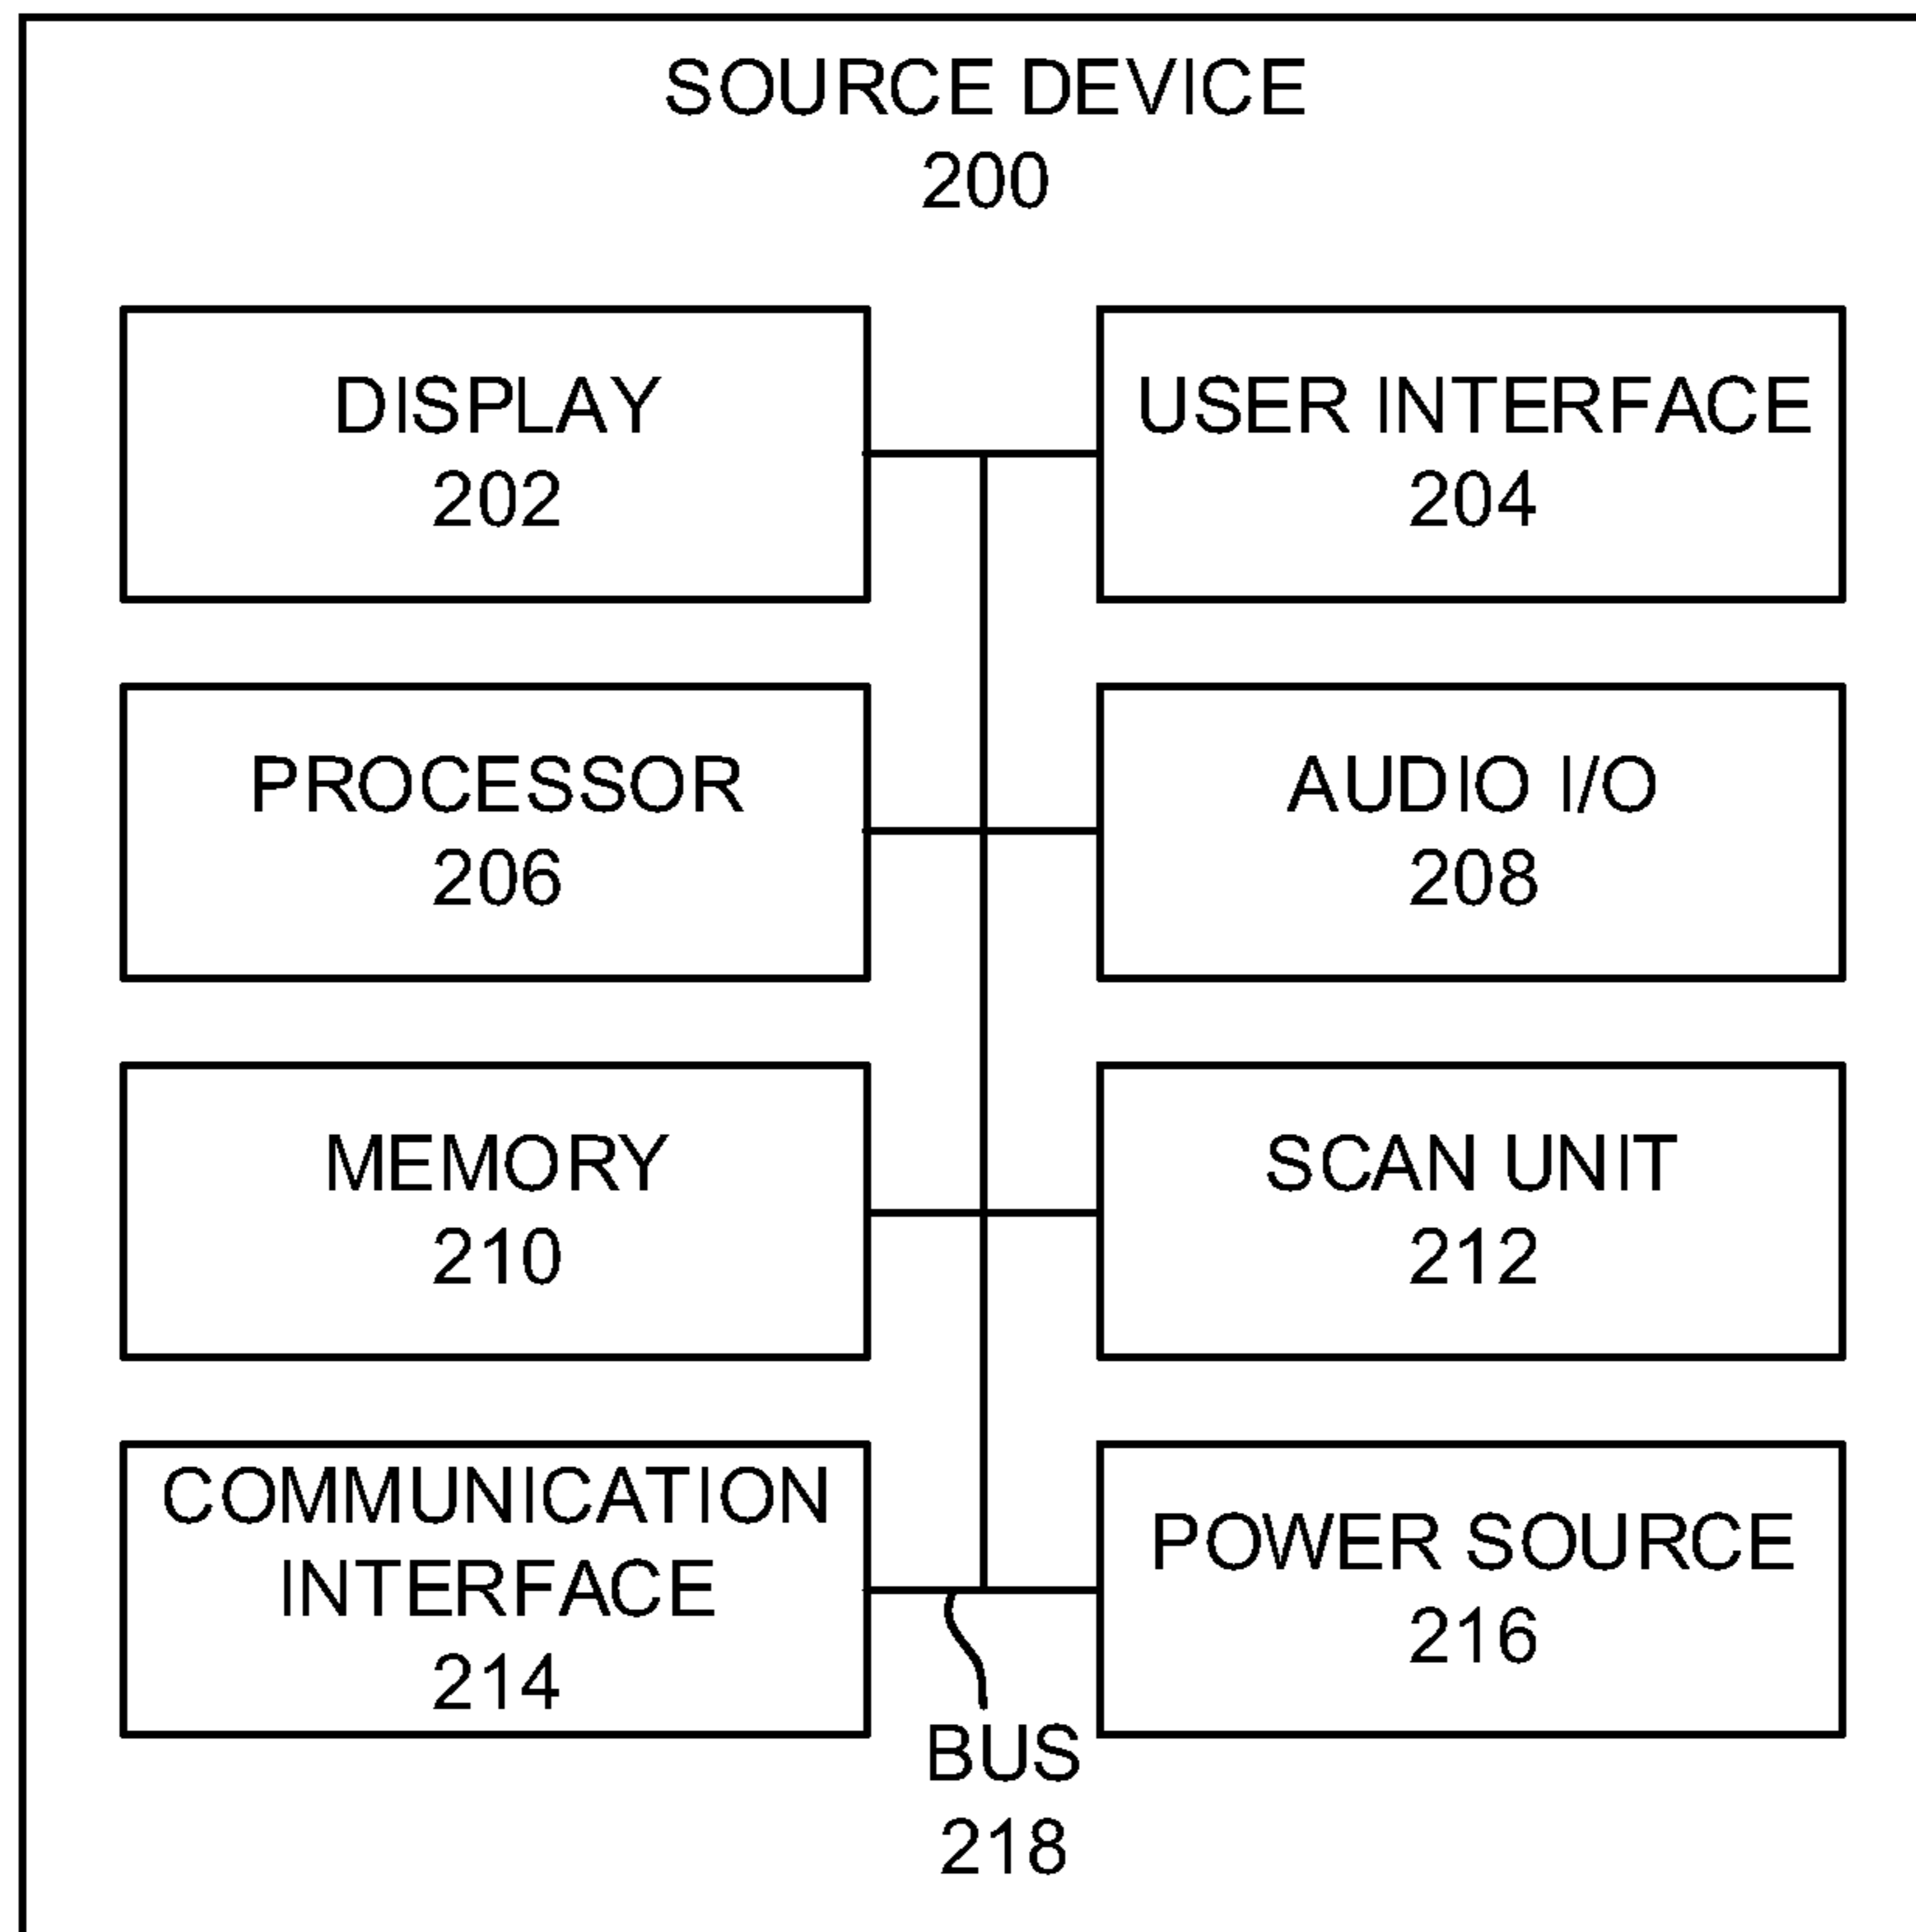 SOURCE DEVICE
200
DISPLAY
202
USER INTERFACE
204
PROCESSOR
206
AUDIO I/O
208
MEMORY
210
SCAN UNIT
212
COMMUNICATION
INTERFACE
214
POWER SOURCE
216
BUS
218